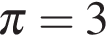 π = 3